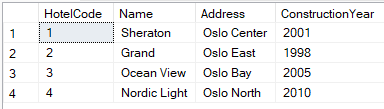 HotelCode Name Address ConstructionYear
1 1 Sheraton Oslo Center 2001
2 2 Grand Oslo East 1998
3 3 Ocean View Oslo Bay 2005
4 4 Nordic Light Oslo North 2010